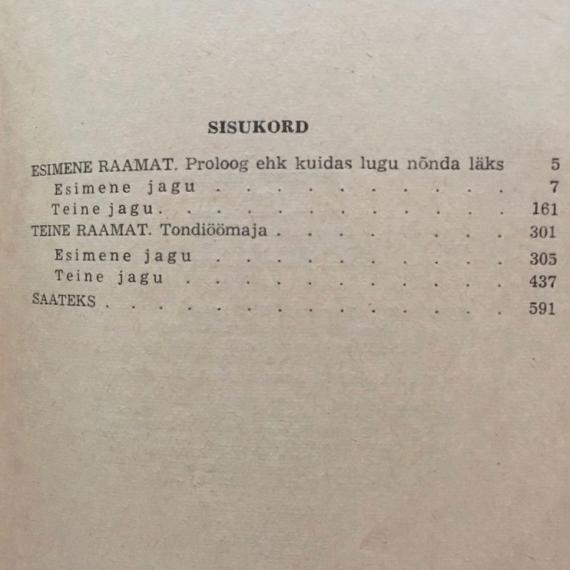 SISUKORD
ESIMENE RAAMAT. Proloog ehk kuidas lugu nõnda läks 5
Esimene jagu . . . . . . . . . . 7
Teine jagu . . . . . . . . . . . . 161
TEINE RAAMAT. Tondiöömaja . . . . . . . . 301
Esimene jagu . . . . . . . . . . 305
Teine jagu . . . . . . . . . . . 437
SAATEKS . . . . . . . . . . . . . 591